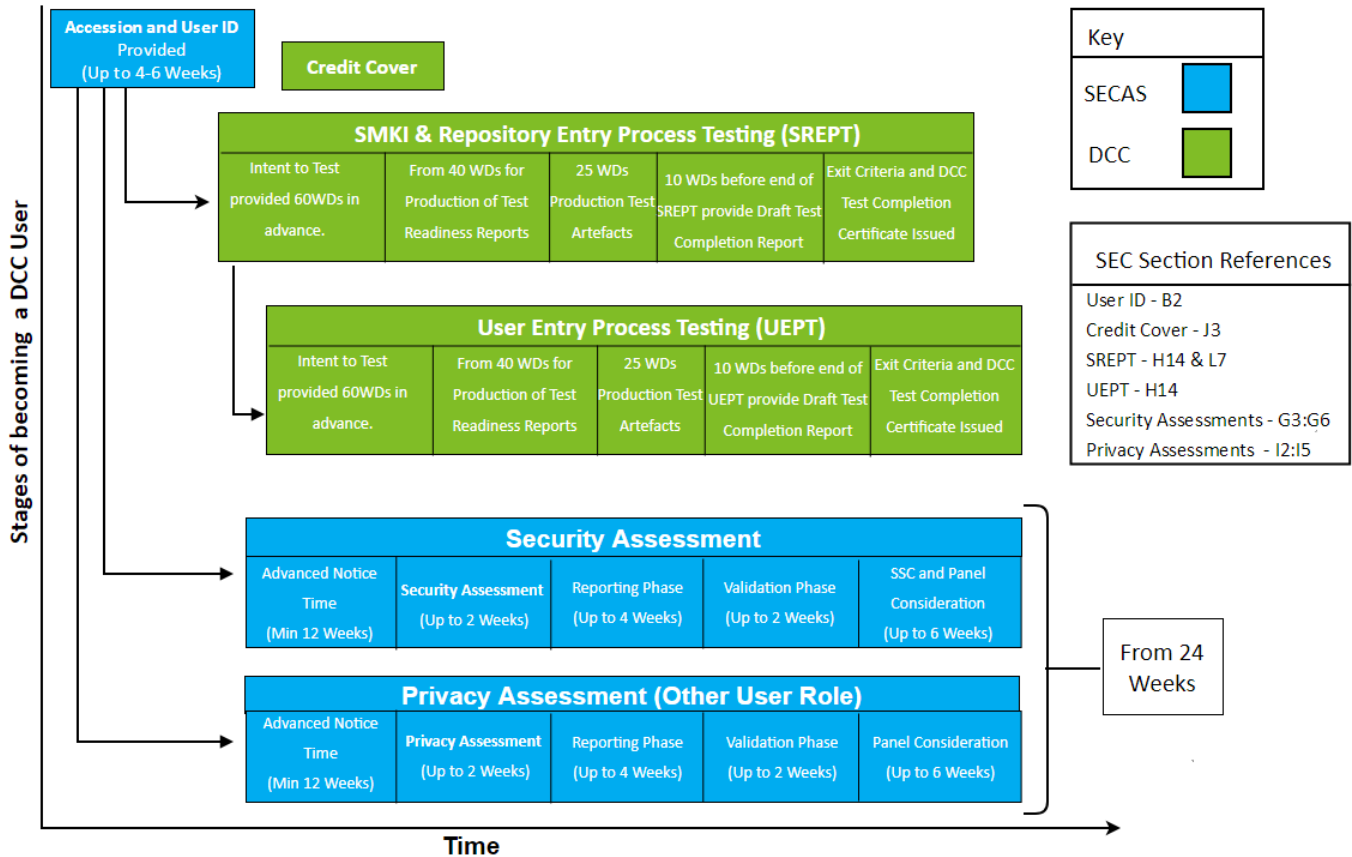 Accession and User ID
Provided
(Up to 4-6 Weeks)
Credit Cover
Key
SECAS
DCC
SMKI & Repository Entry Process Testing (SREPT)
Intent to Test
provided 60WDs in
advance.
From 40 WDs for
Production of Test
Readiness Reports
25 WDs
Production Test
Artefacts
10 WDs before end of
SREPT provide Draft Test
Completion Report
Exit Criteria and DCC
Test Completion
Certificate Issued
SEC Section References
User ID - B2
Credit Cover - J3
SREPT - H14 & L7
UEPT - H14
Security Assessments - G3:G6
Privacy Assessments - I2:I5
User Entry Process Testing (UEPT)
Intent to Test
provided 60WDs in
advance.
From 40 WDs for
Production of Test
Readiness Reports
25 WDs
Production Test
Artefacts
10 WDs before end of
UEPT provide Draft Test
Completion Report
Exit Criteria and DCC
Test Completion
Certificate Issued
Stages of becoming a DCC User
Security Assessment
Advanced Notice
Time
(Min 12 Weeks)
Security Assessment
(Up to 2 Weeks)
Reporting Phase
(Up to 4 Weeks)
Validation Phase
(Up to 2 Weeks)
SSC and Panel
Consideration
(Up to 6 Weeks)
From 24
Weeks
Privacy Assessment (Other User Role)
Advanced Notice
Time
(Min 12 Weeks)
Privacy Assessment
(Up to 2 Weeks)
Reporting Phase
(Up to 4 Weeks)
Validation Phase
(Up to 2 Weeks)
Panel Consideration
(Up to 6 Weeks)
Time